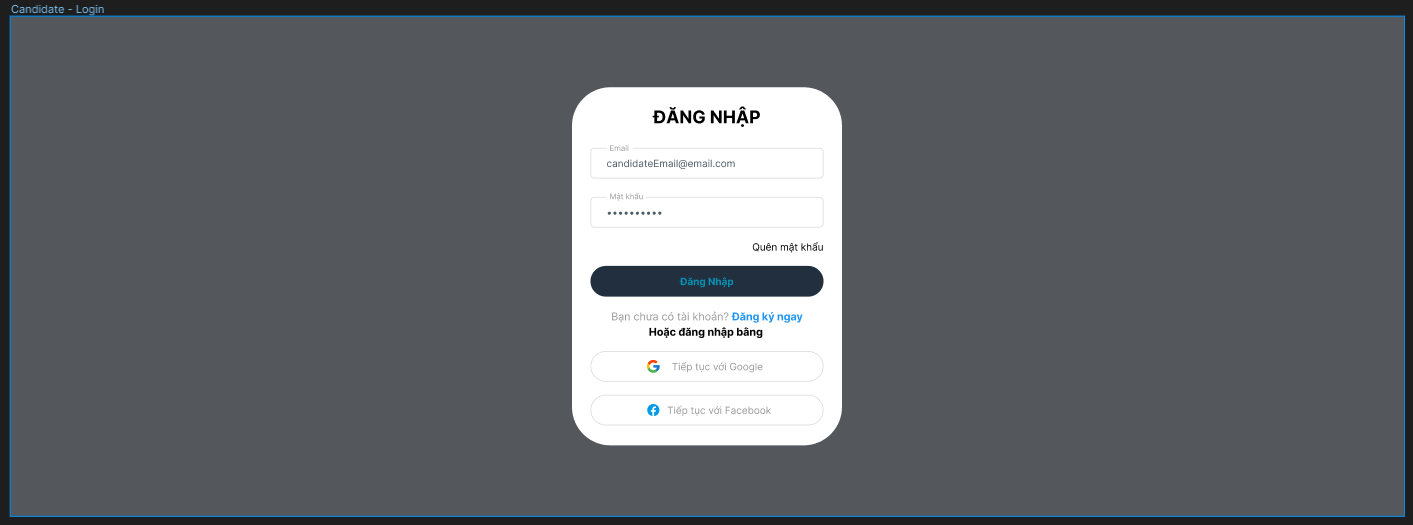 Candidate - Login
ĐĂNG NHẬP
Email
candidateEmail@email.com
Mật khẩu
••••••••••
Quên mật khẩu
Đăng Nhập
Bạn chưa có tài khoản? Đăng ký ngay
Hoặc đăng nhập bằng
Tiếp tục với Google
Tiếp tục với Facebook